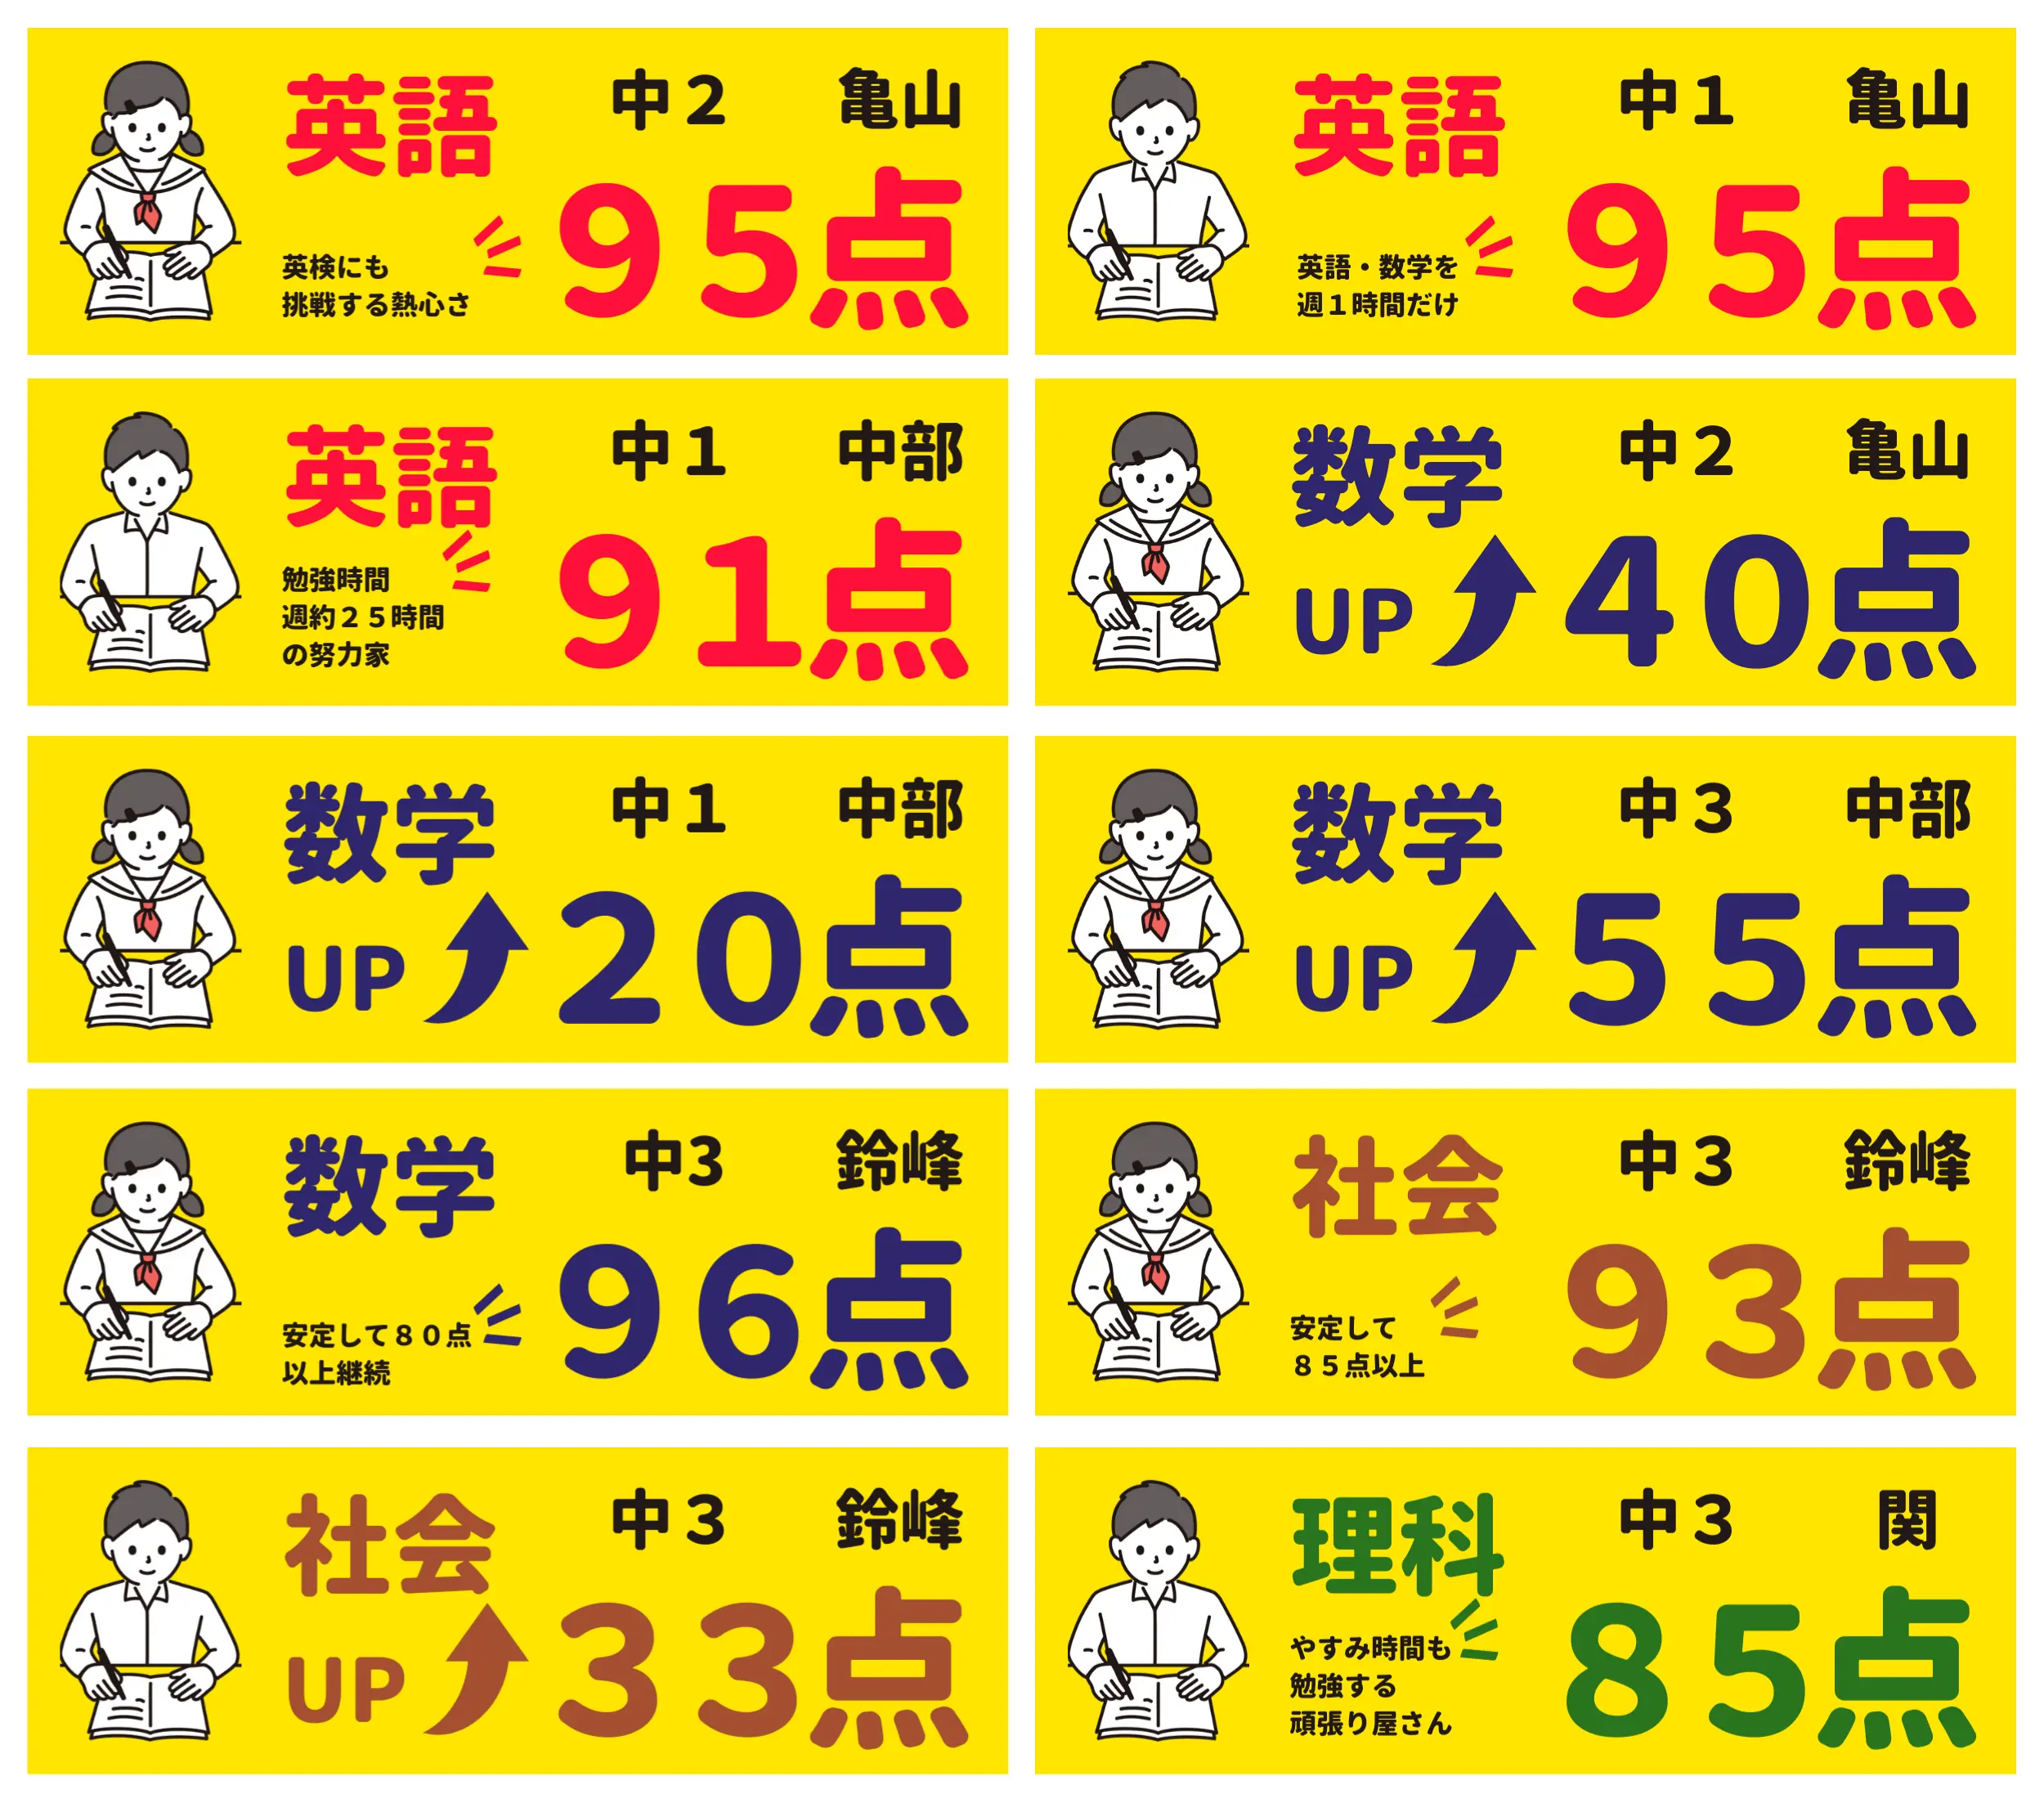 英語 中２ 亀山
英検にも
挑戦する熱心さ
９５点
英語 中１ 亀山
英語・数学を
週１時間だけ
９５点
英語 中１ 中部
勉強時間
週約２５時間
の努力家
９１点
数学 中２ 亀山
UP ４０点
数学 中１ 中部
UP ２０点
数学 中３ 中部
UP ５５点
数学 中3 鈴峰
安定して８０点
以上継続
９６点
社会 中３ 鈴峰
安定して
８５点以上
９３点
社会 中３ 鈴峰
UP ３３点
理科 中３ 関
やすみ時間も
勉強する
頑張り屋さん
８５点